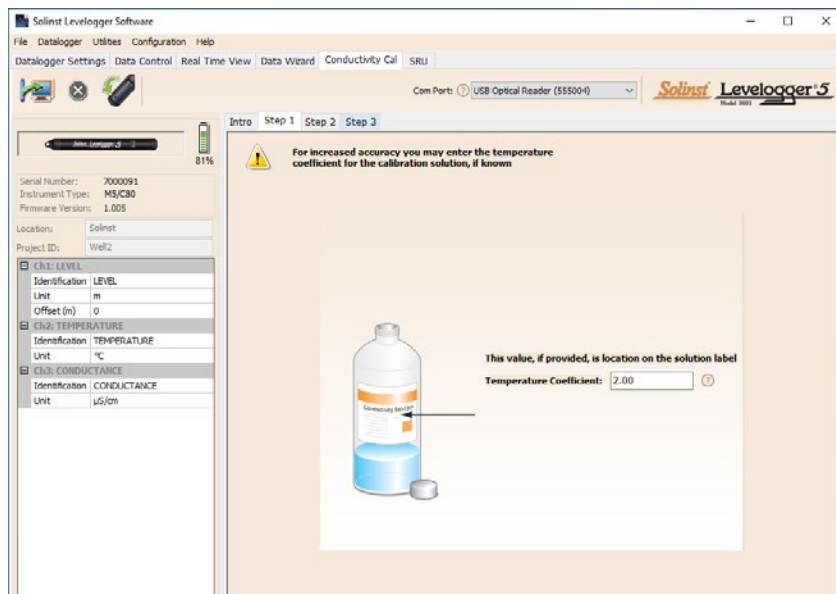 Solinst Levelogger Software
File Datalogger Utilities Configuration Help
Datalogger Settings Data Control Real Time View Data Wizard Conductivity Cal SRU
Com Port: ? USB Optical Reader (555004)
Solinst Levelogger 5
Model 3001
Intro Step 1 Step 2 Step 3
81%
For increased accuracy you may enter the temperature
coefficient for the calibration solution, if known
Serial Number: 7000091
Instrument Type: M5/C80
Firmware Version: 1.005
Location: Solinst
Project ID: Well2
Ch1: LEVEL
Identification LEVEL
Unit m
Offset (m) 0
Ch2: TEMPERATURE
Identification TEMPERATURE
Unit °C
Ch3: CONDUCTANCE
Identification CONDUCTANCE
Unit µS/cm
Conductivity Solution
This value, if provided, is location on the solution label
Temperature Coefficient: 2.00 ?